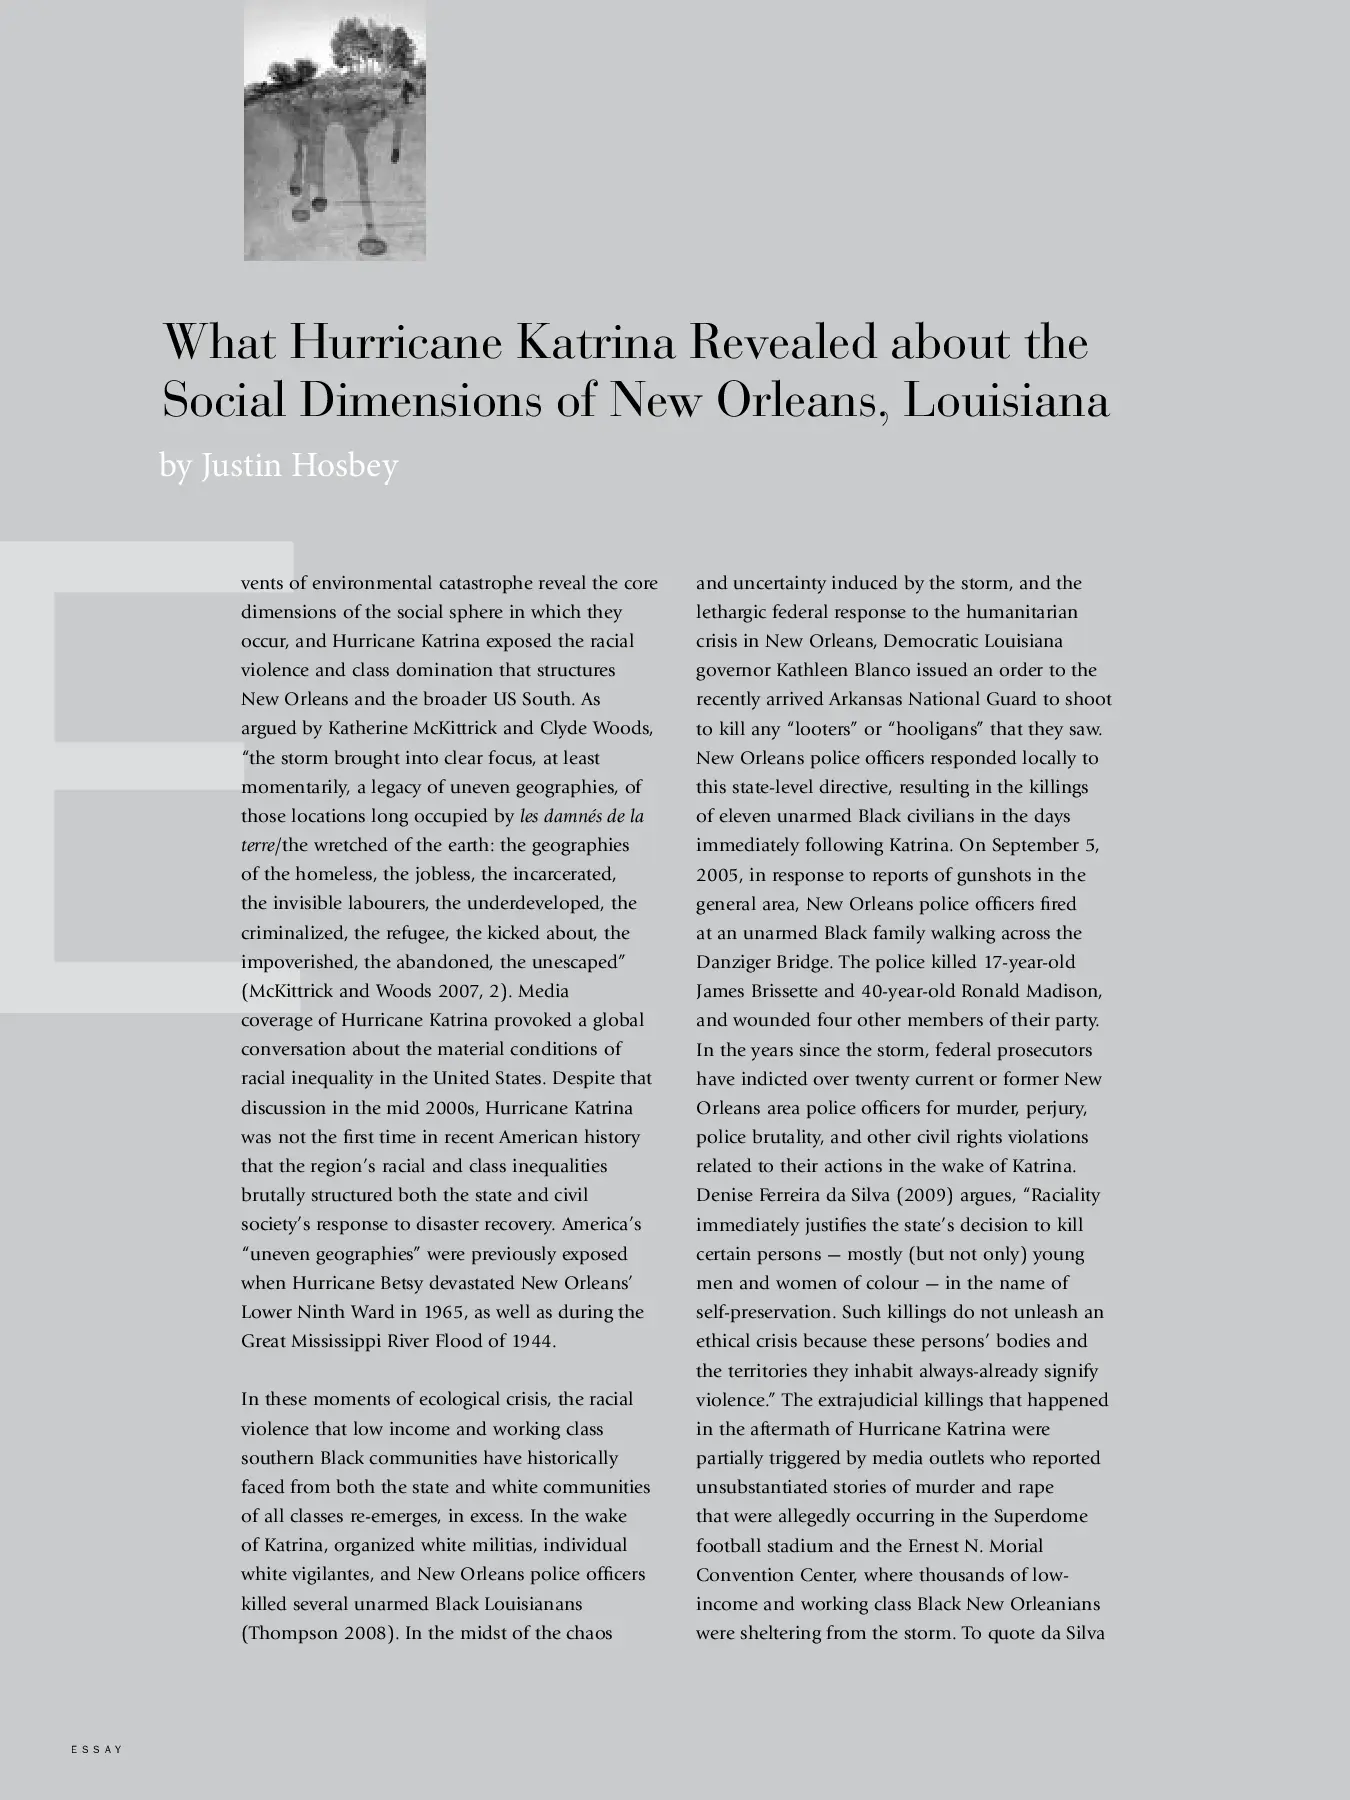 What Hurricane Katrina Revealed about the
Social Dimensions of New Orleans, Louisiana
by Justin Hosbey
Events of environmental catastrophe reveal the core
dimensions of the social sphere in which they
occur, and Hurricane Katrina exposed the racial
violence and class domination that structures
New Orleans and the broader US South. As
argued by Katherine McKittrick and Clyde Woods,
“the storm brought into clear focus, at least
momentarily, a legacy of uneven geographies, of
those locations long occupied by les damnés de la
terre/the wretched of the earth: the geographies
of the homeless, the jobless, the incarcerated,
the invisible labourers, the underdeveloped, the
criminalized, the refugee, the kicked about, the
impoverished, the abandoned, the unescaped”
(McKittrick and Woods 2007, 2). Media
coverage of Hurricane Katrina provoked a global
conversation about the material conditions of
racial inequality in the United States. Despite that
discussion in the mid 2000s, Hurricane Katrina
was not the first time in recent American history
that the region’s racial and class inequalities
brutally structured both the state and civil
society’s response to disaster recovery. America’s
“uneven geographies” were previously exposed
when Hurricane Betsy devastated New Orleans’
Lower Ninth Ward in 1965, as well as during the
Great Mississippi River Flood of 1944.
In these moments of ecological crisis, the racial
violence that low income and working class
southern Black communities have historically
faced from both the state and white communities
of all classes re-emerges, in excess. In the wake
of Katrina, organized white militias, individual
white vigilantes, and New Orleans police officers
killed several unarmed Black Louisianans
(Thompson 2008). In the midst of the chaos
and uncertainty induced by the storm, and the
lethargic federal response to the humanitarian
crisis in New Orleans, Democratic Louisiana
governor Kathleen Blanco issued an order to the
recently arrived Arkansas National Guard to shoot
to kill any “looters” or “hooligans” that they saw.
New Orleans police officers responded locally to
this state-level directive, resulting in the killings
of eleven unarmed Black civilians in the days
immediately following Katrina. On September 5,
2005, in response to reports of gunshots in the
general area, New Orleans police officers fired
at an unarmed Black family walking across the
Danziger Bridge. The police killed 17-year-old
James Brissette and 40-year-old Ronald Madison,
and wounded four other members of their party.
In the years since the storm, federal prosecutors
have indicted over twenty current or former New
Orleans area police officers for murder, perjury,
police brutality, and other civil rights violations
related to their actions in the wake of Katrina.
Denise Ferreira da Silva (2009) argues, “Raciality
immediately justifies the state’s decision to kill
certain persons — mostly (but not only) young
men and women of colour — in the name of
self-preservation. Such killings do not unleash an
ethical crisis because these persons’ bodies and
the territories they inhabit always-already signify
violence.” The extrajudicial killings that happened
in the aftermath of Hurricane Katrina were
partially triggered by media outlets who reported
unsubstantiated stories of murder and rape
that were allegedly occurring in the Superdome
football stadium and the Ernest N. Morial
Convention Center, where thousands of low-
income and working class Black New Orleanians
were sheltering from the storm. To quote da Silva
ESSAY